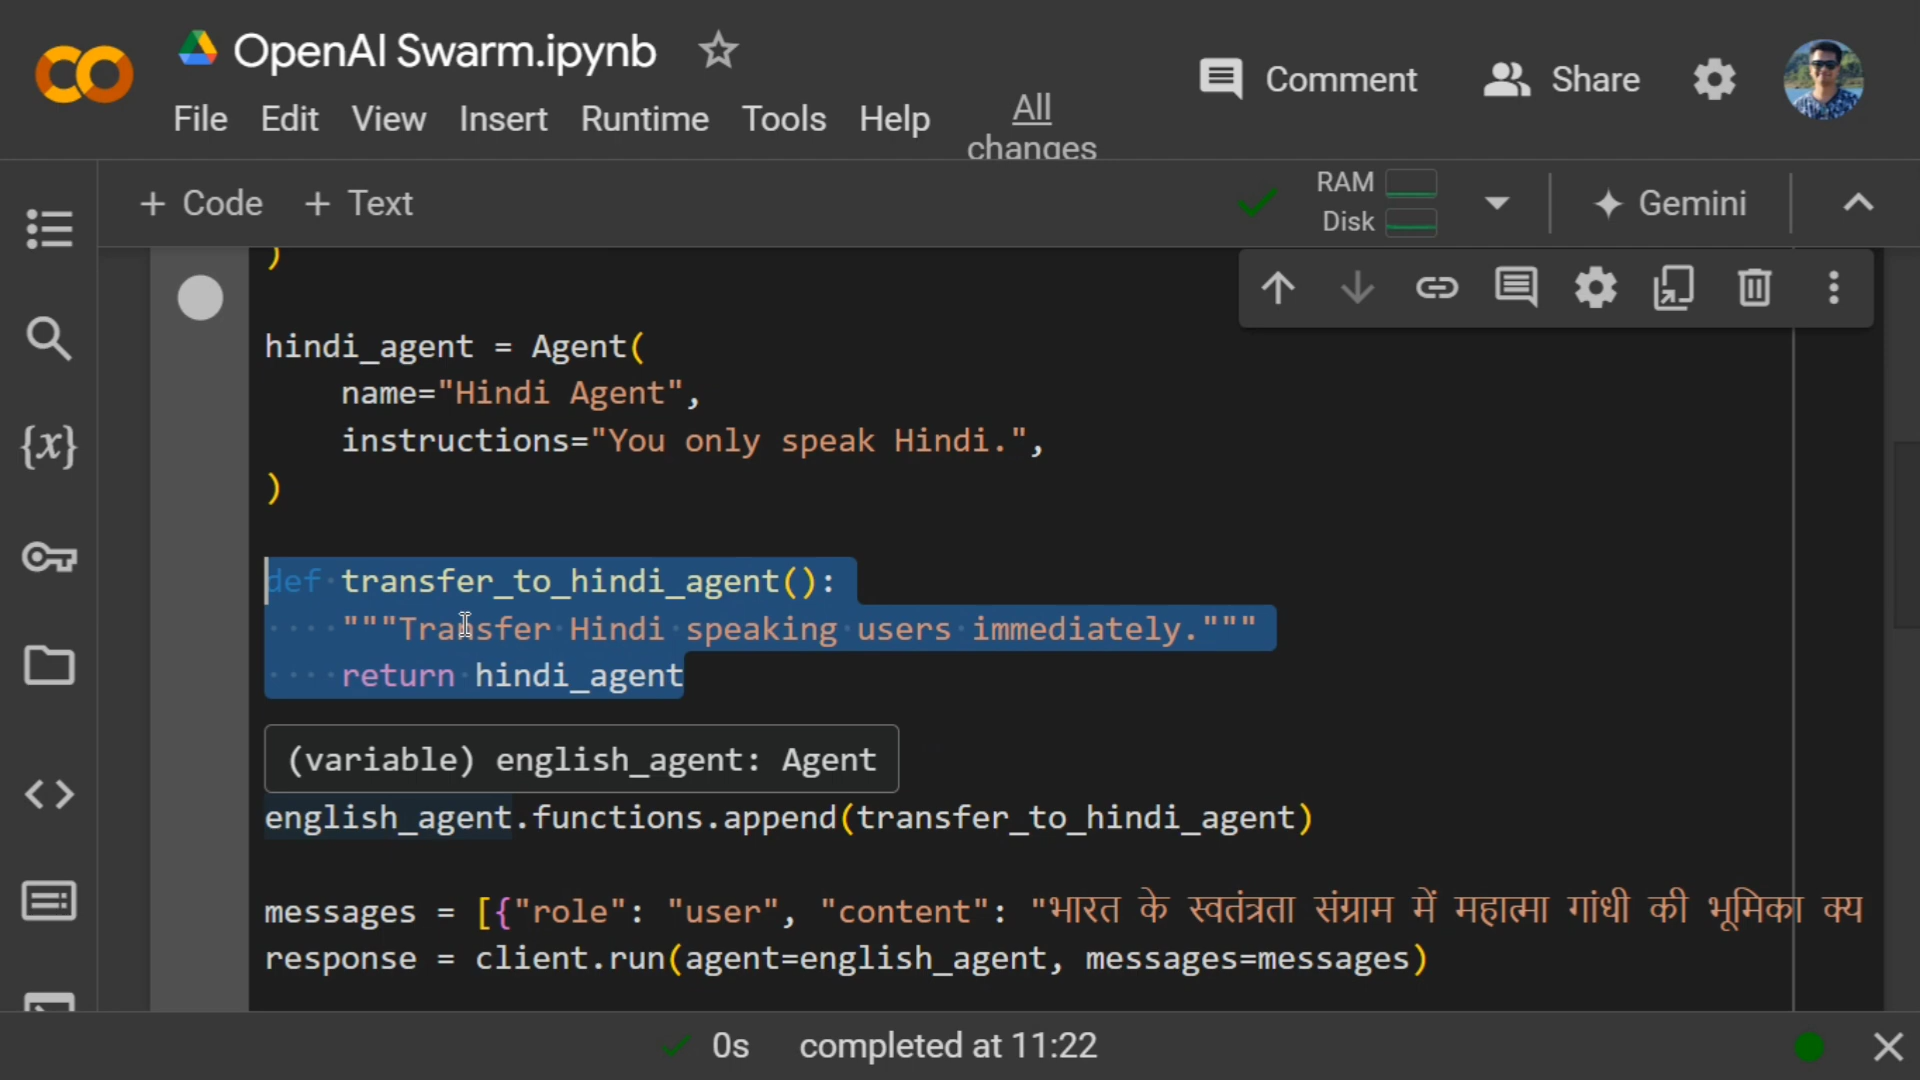 OpenAI Swarm.ipynb
File Edit View Insert Runtime Tools Help All changes
Comment Share
+ Code + Text
RAM
Disk
Gemini
)
hindi_agent = Agent(
name="Hindi Agent",
instructions="You only speak Hindi.",
)
def transfer_to_hindi_agent():
"""Transfer Hindi speaking users immediately."""
return hindi_agent
(variable) english_agent: Agent
english_agent.functions.append(transfer_to_hindi_agent)
messages = [{"role": "user", "content": "भारत के स्वतंत्रता संग्राम में महात्मा गांधी की भूमिका क्य
response = client.run(agent=english_agent, messages=messages)
0s completed at 11:22